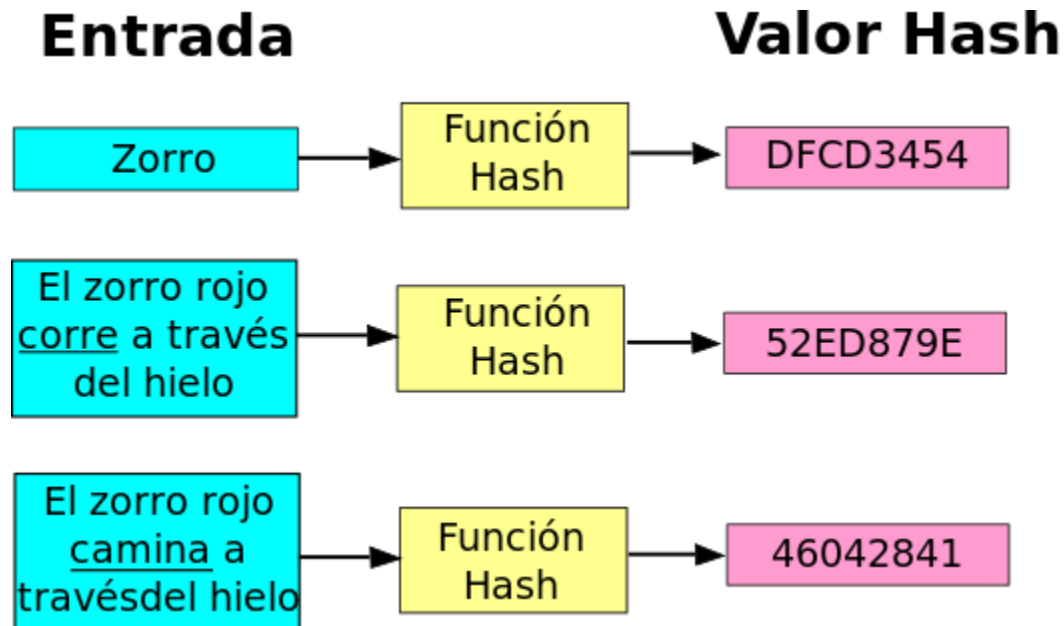 Entrada
Valor Hash
Zorro
Función
Hash
DFCD3454
El zorro rojo
corre a través
del hielo
Función
Hash
52ED879E
El zorro rojo
camina a
travésdel hielo
Función
Hash
46042841